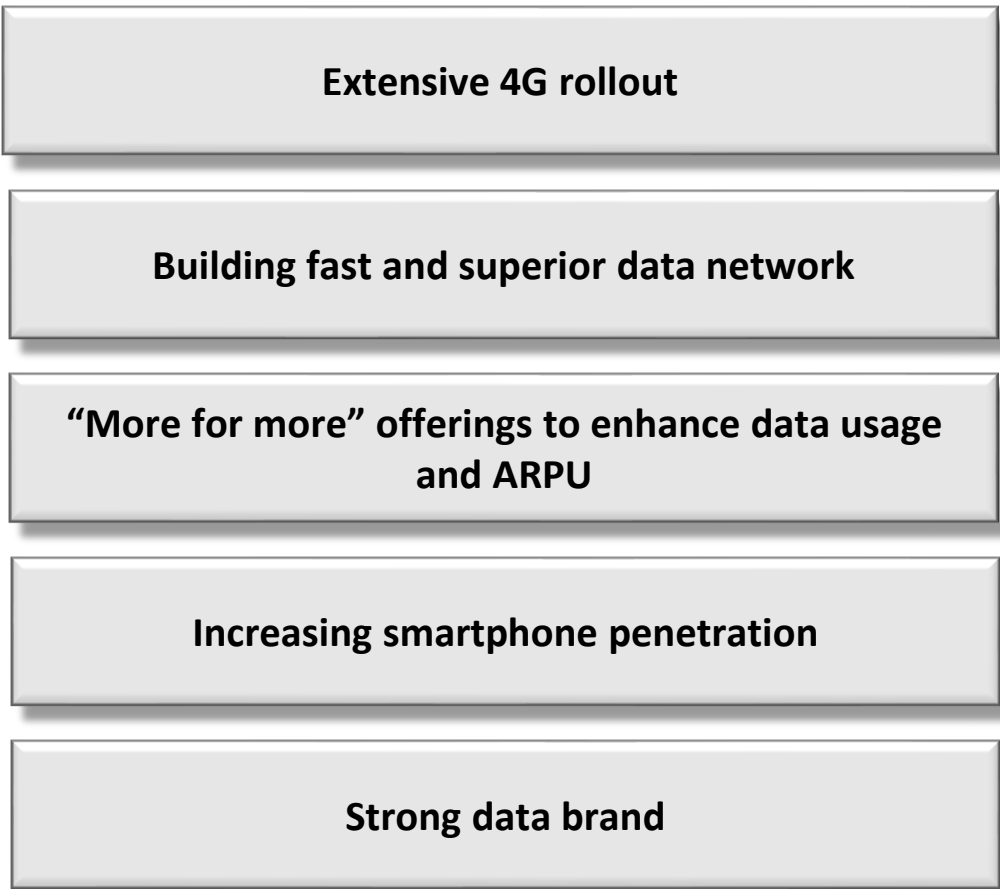 Extensive 4G rollout
Building fast and superior data network
“More for more” offerings to enhance data usage
and ARPU
Increasing smartphone penetration
Strong data brand